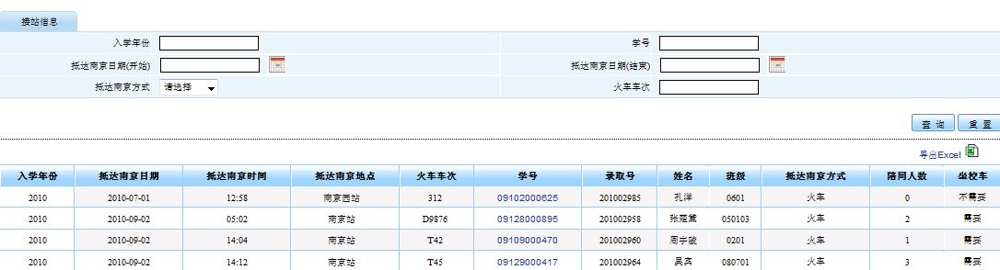 接站信息
入学年份 学号
抵达南京日期(开始) 抵达南京日期(结束)
抵达南京方式 请选择 火车车次
查 询 重 置
导出Excel
入学年份 抵达南京日期 抵达南京时间 抵达南京地点 火车车次 学号 录取号 姓名 班级 抵达南京方式 陪同人数 坐校车
2010 2010-07-01 12:58 南京西站 312 09102000625 201002985 孔洋 0601 火车 0 不需要
2010 2010-09-02 05:02 南京站 D9876 09128000895 201002958 张楚黛 050103 火车 2 需要
2010 2010-09-02 14:04 南京站 T42 09109000470 201002960 周宇骏 0201 火车 1 需要
2010 2010-09-02 14:12 南京站 T45 09129000417 201002964 吴宾 080701 火车 3 需要